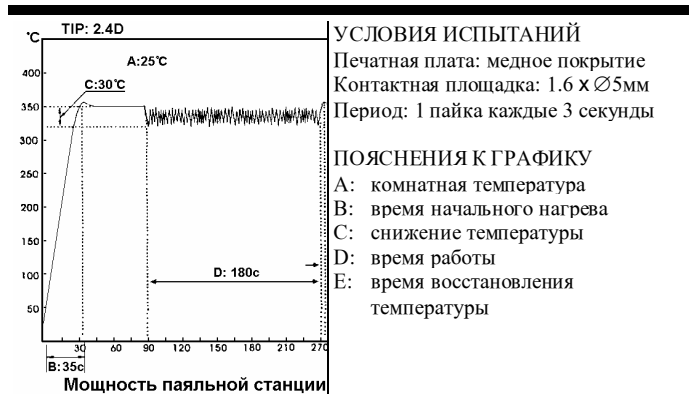 TIP: 2.4D
°C
A:25℃
C:30℃
400
350
300
250
200
150
100
50
D: 180c
30 60 90 120 150 180 210 270
B:35c
Мощность паяльной станции
УСЛОВИЯ ИСПЫТАНИЙ
Печатная плата: медное покрытие
Контактная площадка: 1.6 x ∅5мм
Период: 1 пайка каждые 3 секунды
ПОЯСНЕНИЯ К ГРАФИКУ
A: комнатная температура
B: время начального нагрева
C: снижение температуры
D: время работы
E: время восстановления
температуры